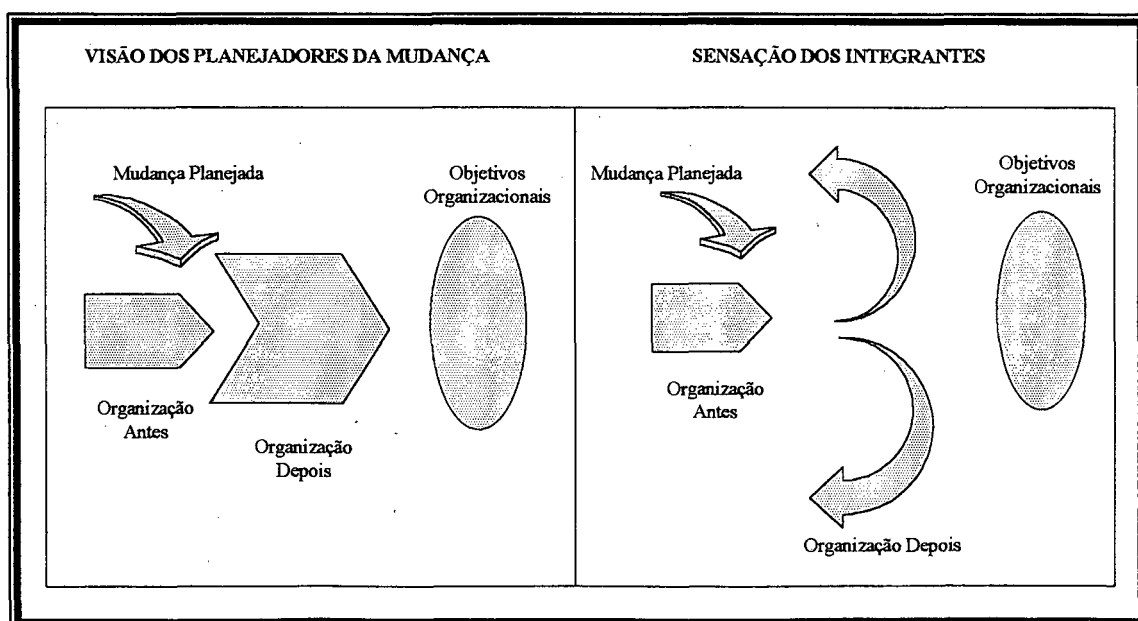 VISÃO DOS PLANEJADORES DA MUDANÇA
SENSAÇÃO DOS INTEGRANTES
Mudança Planejada
Objetivos
Organizacionais
Organização
Antes
Organização
Depois
Mudança Planejada
Objetivos
Organizacionais
Organização
Antes
Organização Depois